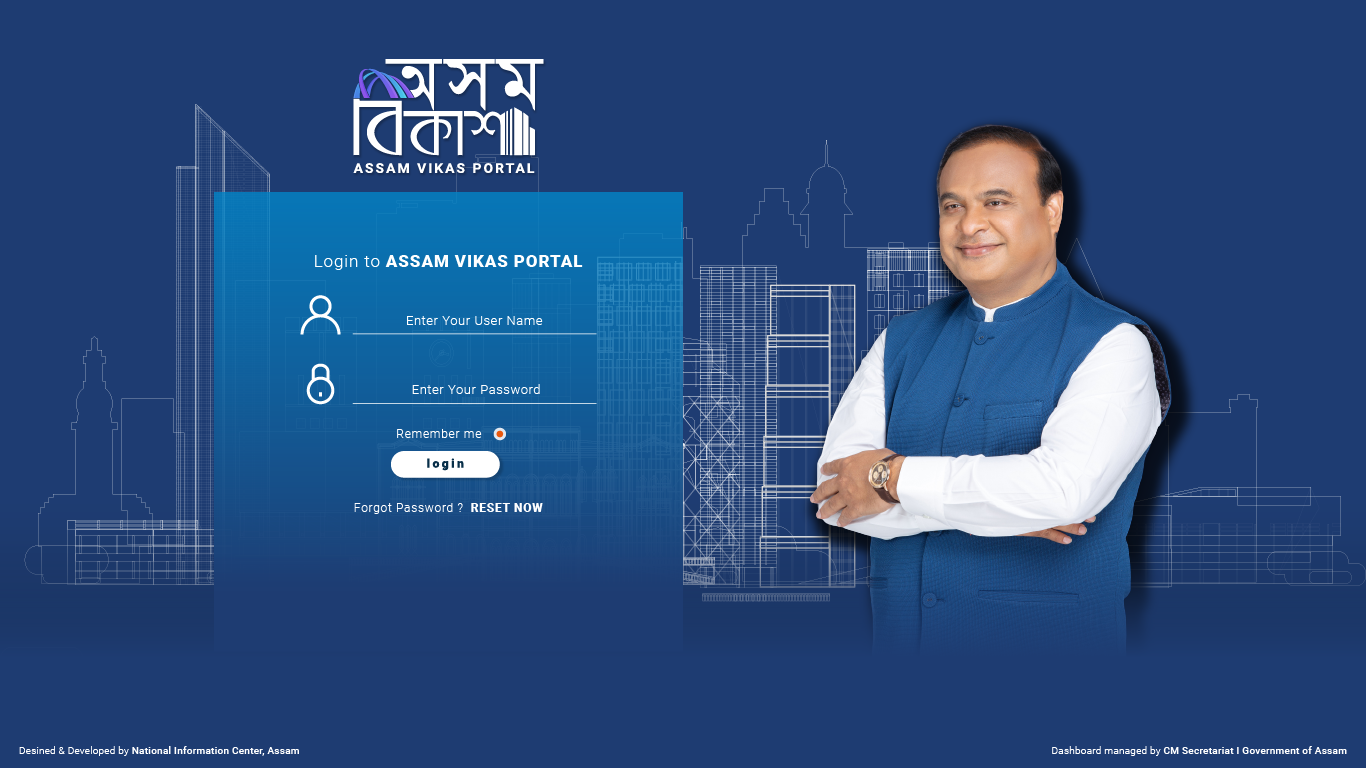 অসম
বিকাশ
ASSAM VIKAS PORTAL
Login to ASSAM VIKAS PORTAL
Enter Your User Name
Enter Your Password
Remember me
login
Forgot Password ? RESET NOW
Desined & Developed by National Information Center, Assam
Dashboard managed by CM Secretariat I Government of Assam